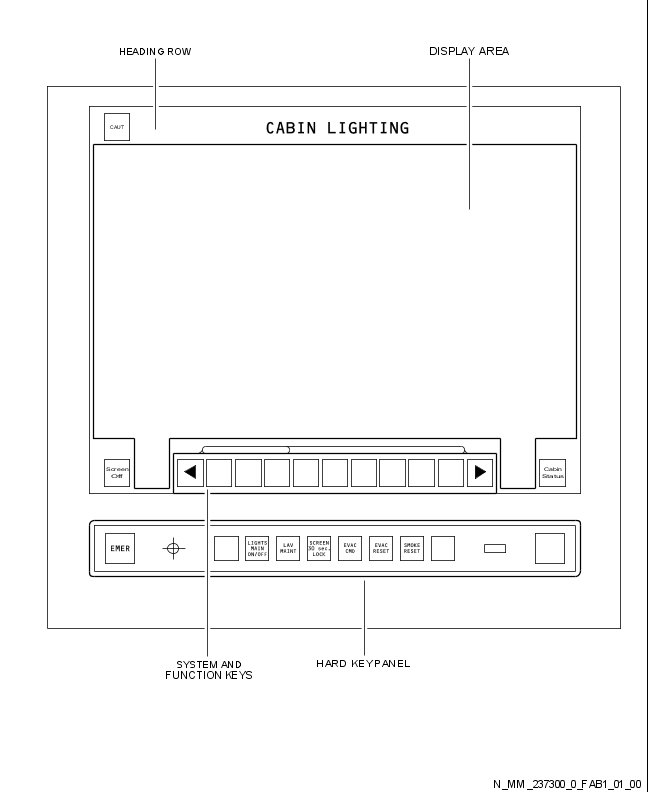 HEADING ROW
DISPLAY AREA
CAUT
CABIN LIGHTING
Screen
Off
Cabin
Status
EMER
LIGHTS
MAIN
ON/OFF
LAV
MAINT
SCREEN
30 sec.
LOCK
EVAC
CMD
EVAC
RESET
SMOKE
RESET
SYSTEM AND
FUNCTION KEYS
HARD KEYPANEL
N_MM_237300_0_FAB1_01_00